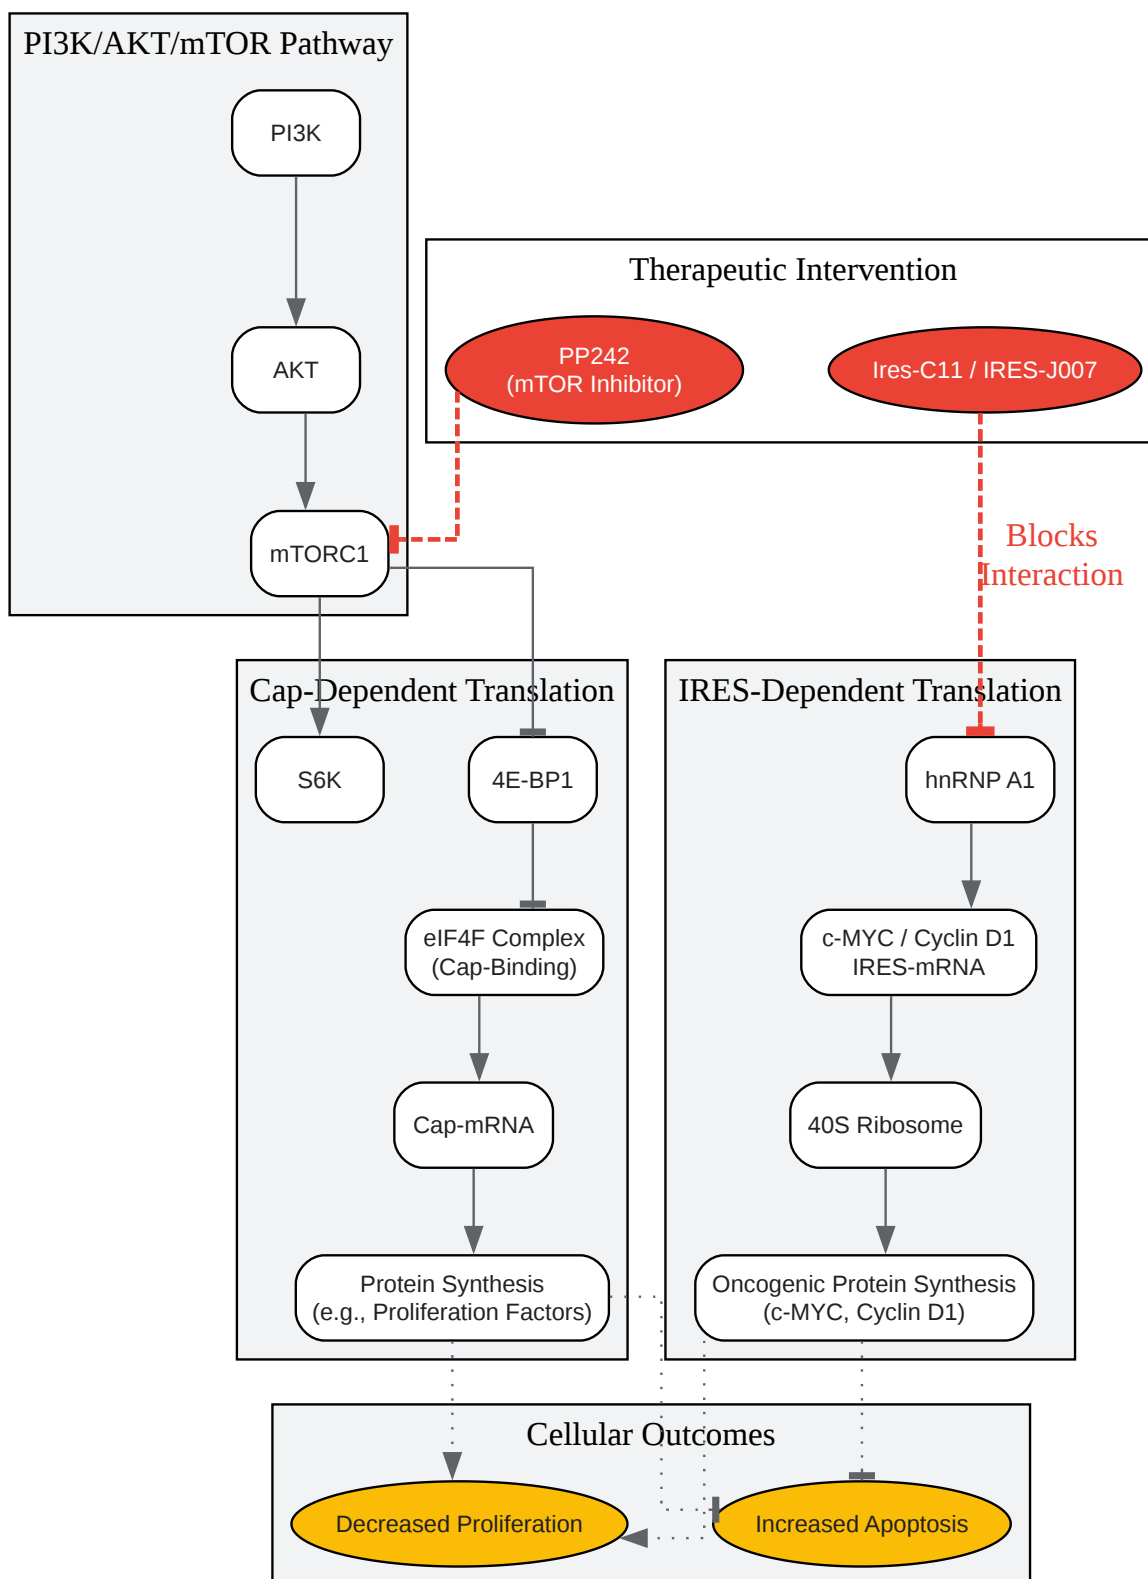 PI3K/AKT/mTOR Pathway
PI3K
AKT
mTORC1
Therapeutic Intervention
PP242
(mTOR Inhibitor)
Ires-C11 / IRES-J007
Blocks
Interaction
Cap-Dependent Translation
S6K
4E-BP1
eIF4F Complex
(Cap-Binding)
Cap-mRNA
Protein Synthesis
(e.g., Proliferation Factors)
IRES-Dependent Translation
hnRNP A1
c-MYC / Cyclin D1
IRES-mRNA
40S Ribosome
Oncogenic Protein Synthesis
(c-MYC, Cyclin D1)
Cellular Outcomes
Decreased Proliferation
Increased Apoptosis